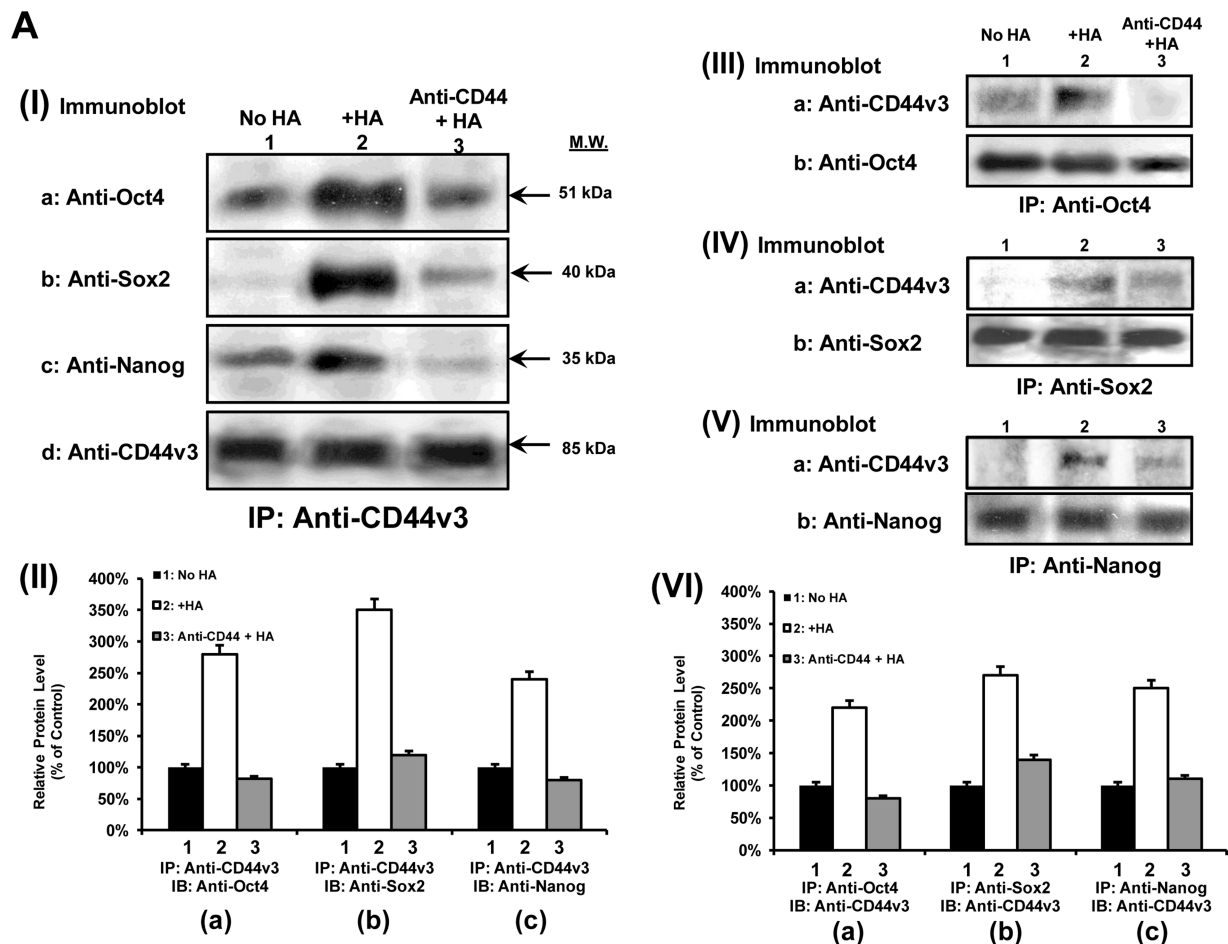 A
(I) Immunoblot
No HA
+HA
Anti-CD44
+ HA
1
2
3
M.W.
a: Anti-Oct4
51 kDa
b: Anti-Sox2
40 kDa
c: Anti-Nanog
35 kDa
d: Anti-CD44v3
85 kDa
IP: Anti-CD44v3
(II)
400%
350%
300%
250%
200%
150%
100%
50%
0%
Relative Protein Level
(% of Control)
1: No HA
2: +HA
3: Anti-CD44 + HA
1 2 3
IP: Anti-CD44v3
IB: Anti-Oct4
(a)
1 2 3
IP: Anti-CD44v3
IB: Anti-Sox2
(b)
1 2 3
IP: Anti-CD44v3
IB: Anti-Nanog
(c)
No HA
+HA
Anti-CD44
+HA
1
2
3
(III) Immunoblot
a: Anti-CD44v3
b: Anti-Oct4
IP: Anti-Oct4
(IV) Immunoblot
1 2 3
a: Anti-CD44v3
b: Anti-Sox2
IP: Anti-Sox2
(V) Immunoblot
1 2 3
a: Anti-CD44v3
b: Anti-Nanog
IP: Anti-Nanog
(VI)
400%
350%
300%
250%
200%
150%
100%
50%
0%
Relative Protein Level
(% of Control)
1: No HA
2: +HA
3: Anti-CD44 + HA
1 2 3
IP: Anti-Oct4
IB: Anti-CD44v3
(a)
1 2 3
IP: Anti-Sox2
IB: Anti-CD44v3
(b)
1 2 3
IP: Anti-Nanog
IB: Anti-CD44v3
(c)